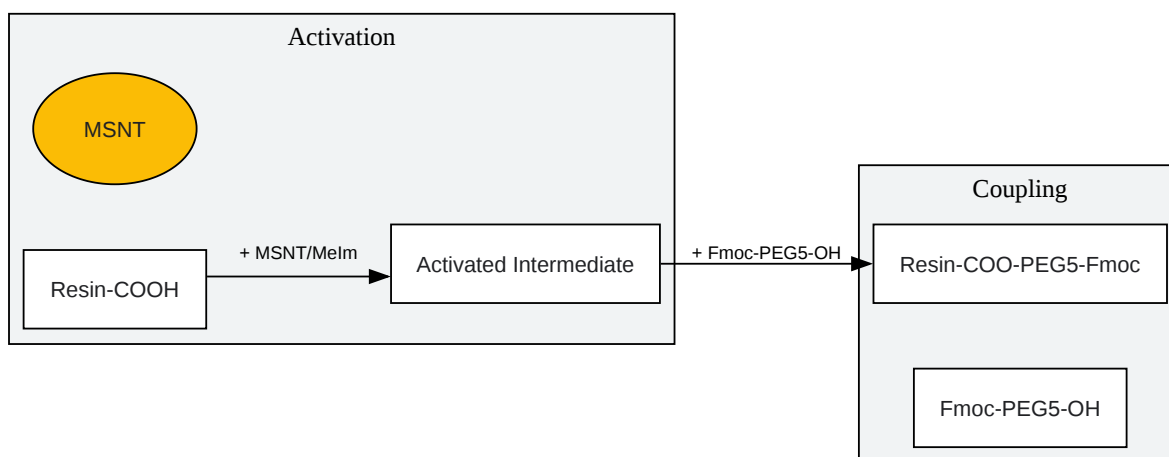 Activation
MSNT
Resin-COOH
+ MSNT/MeIm
Activated Intermediate
+ Fmoc-PEG5-OH
Coupling
Resin-COO-PEG5-Fmoc
Fmoc-PEG5-OH